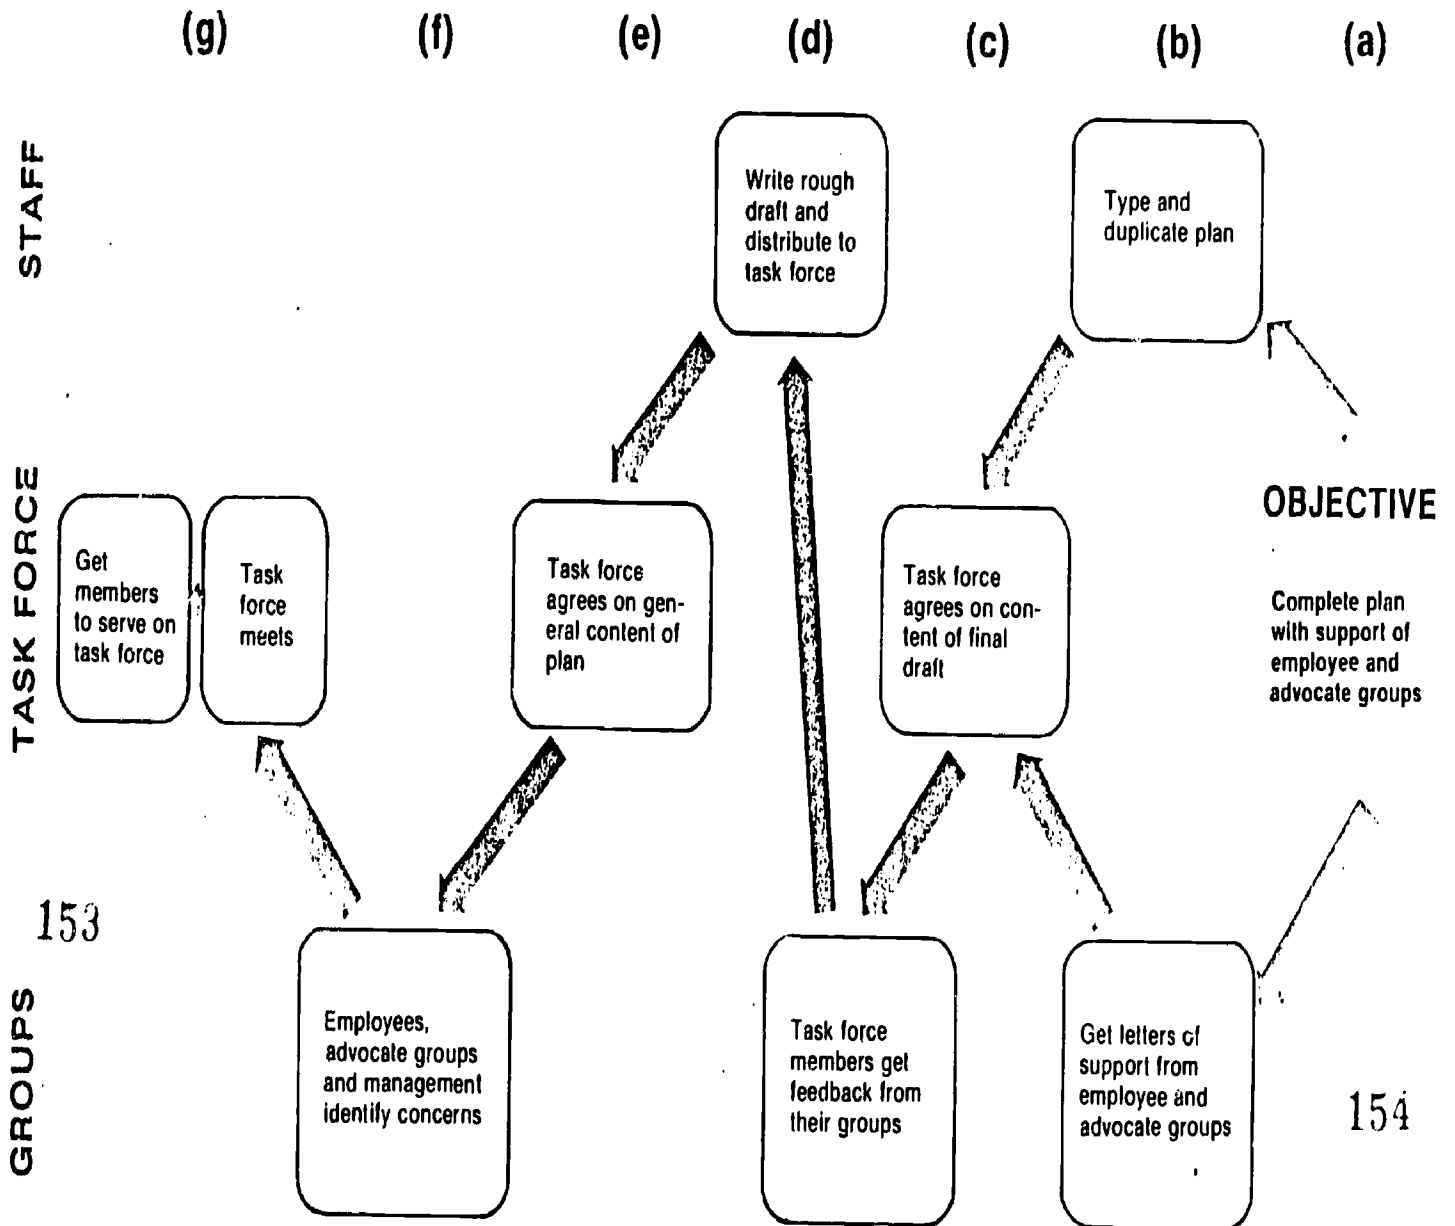 (g) (f) (e) (d) (c) (b) (a)
STAFF
Write rough
draft and
distribute to
task force
Type and
duplicate plan
TASK FORCE
Get
members
to serve on
task force
Task
force
meets
Task force
agrees on gen-
eral content of
plan
Task force
agrees on con-
tent of final
draft
OBJECTIVE
Complete plan
with support of
employee and
advocate groups
153
GROUPS
Employees,
advocate groups
and management
identify concerns
Task force
members get
feedback from
their groups
Get letters of
support from
employee and
advocate groups
154